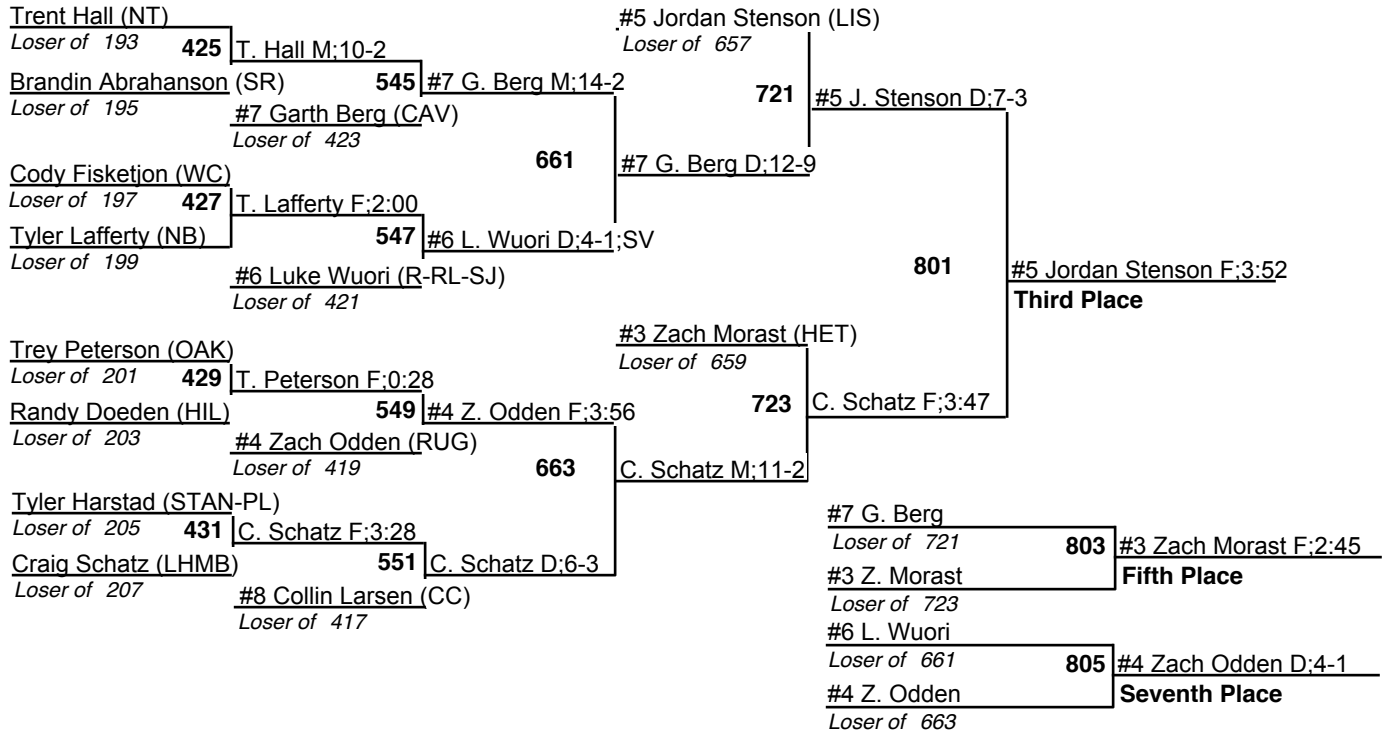 Trent Hall (NT)
Loser of 193
425
T. Hall M;10-2
Brandin Abrahanson (SR)
Loser of 195
545
#7 G. Berg M;14-2
#7 Garth Berg (CAV)
Loser of 423
Cody Fisketjon (WC)
Loser of 197
427
T. Lafferty F;2:00
Tyler Lafferty (NB)
Loser of 199
547
#6 L. Wuori D;4-1;SV
#6 Luke Wuori (R-RL-SJ)
Loser of 421
661
#7 G. Berg D;12-9
#5 Jordan Stenson (LIS)
Loser of 657
721
#5 J. Stenson D;7-3
Trey Peterson (OAK)
Loser of 201
429
T. Peterson F;0:28
Randy Doeden (HIL)
Loser of 203
549
#4 Z. Odden F;3:56
#4 Zach Odden (RUG)
Loser of 419
Tyler Harstad (STAN-PL)
Loser of 205
431
C. Schatz F;3:28
Craig Schatz (LHMB)
Loser of 207
551
C. Schatz D;6-3
#8 Collin Larsen (CC)
Loser of 417
663
C. Schatz M;11-2
#3 Zach Morast (HET)
Loser of 659
723
C. Schatz F;3:47
801
#5 Jordan Stenson F;3:52
Third Place
#7 G. Berg
Loser of 721
803
#3 Zach Morast F;2:45
Fifth Place
#3 Z. Morast
Loser of 723
#6 L. Wuori
Loser of 661
805
#4 Zach Odden D;4-1
Seventh Place
#4 Z. Odden
Loser of 663